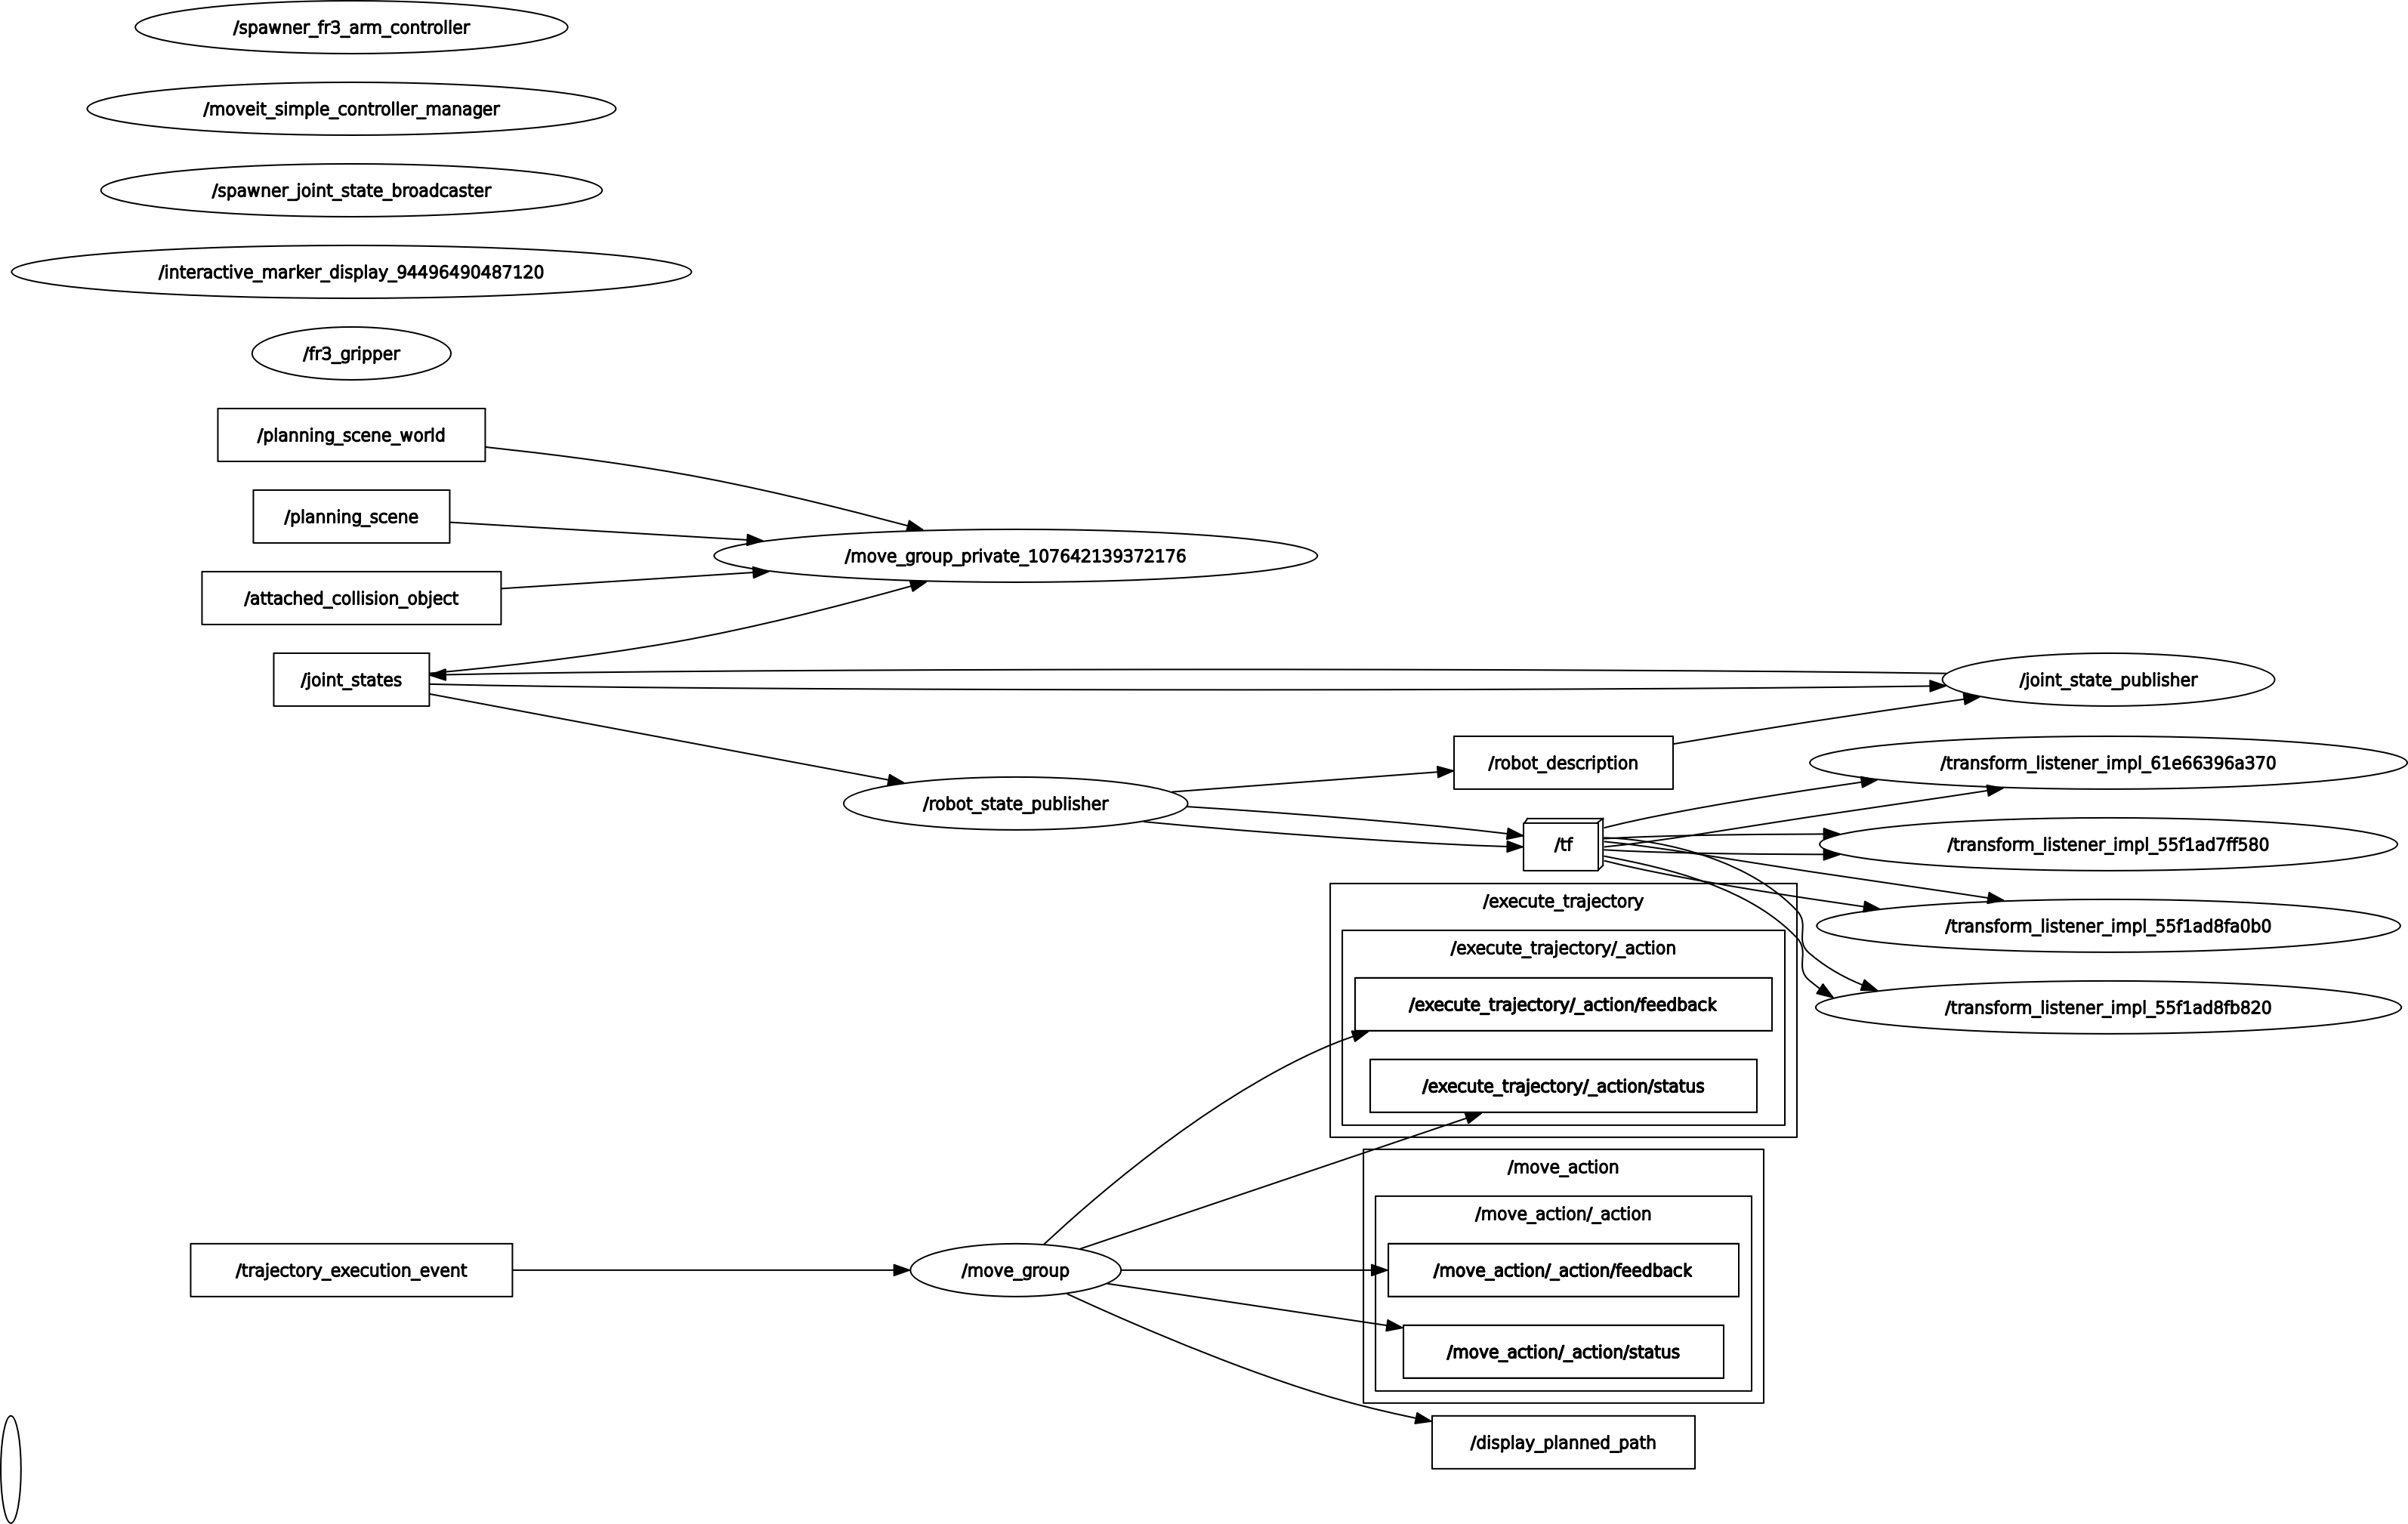 /spawner_fr3_arm_controller
/moveit_simple_controller_manager
/spawner_joint_state_broadcaster
/interactive_marker_display_94496490487120
/fr3_gripper
/planning_scene_world
/planning_scene
/move_group_private_107642139372176
/attached_collision_object
/joint_states
/joint_state_publisher
/robot_description
/transform_listener_impl_61e66396a370
/robot_state_publisher
/tf
/transform_listener_impl_55f1ad7ff580
/execute_trajectory
/transform_listener_impl_55f1ad8fa0b0
/execute_trajectory/_action
/execute_trajectory/_action/feedback
/transform_listener_impl_55f1ad8fb820
/execute_trajectory/_action/status
/move_action
/move_action/_action
/trajectory_execution_event
/move_group
/move_action/_action/feedback
/move_action/_action/status
/display_planned_path